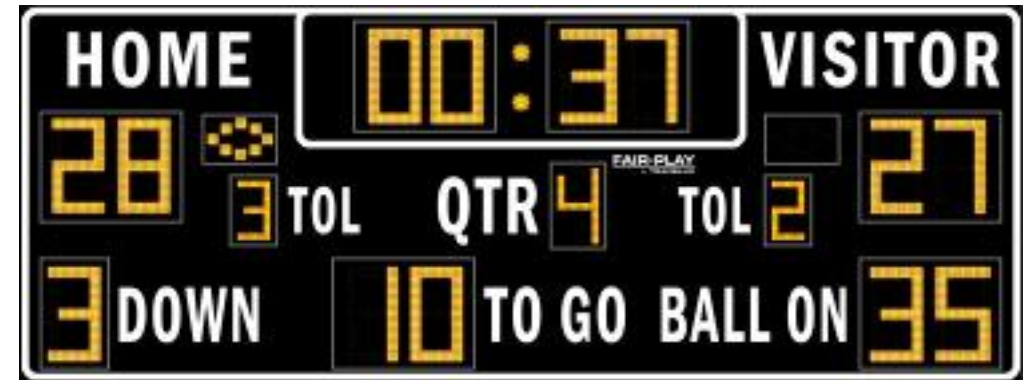 HOME 00:37 VISITOR
28 27
FAIR-PLAY
3 TOL QTR 4 TOL 2
3 DOWN 10 TO GO BALL ON 35